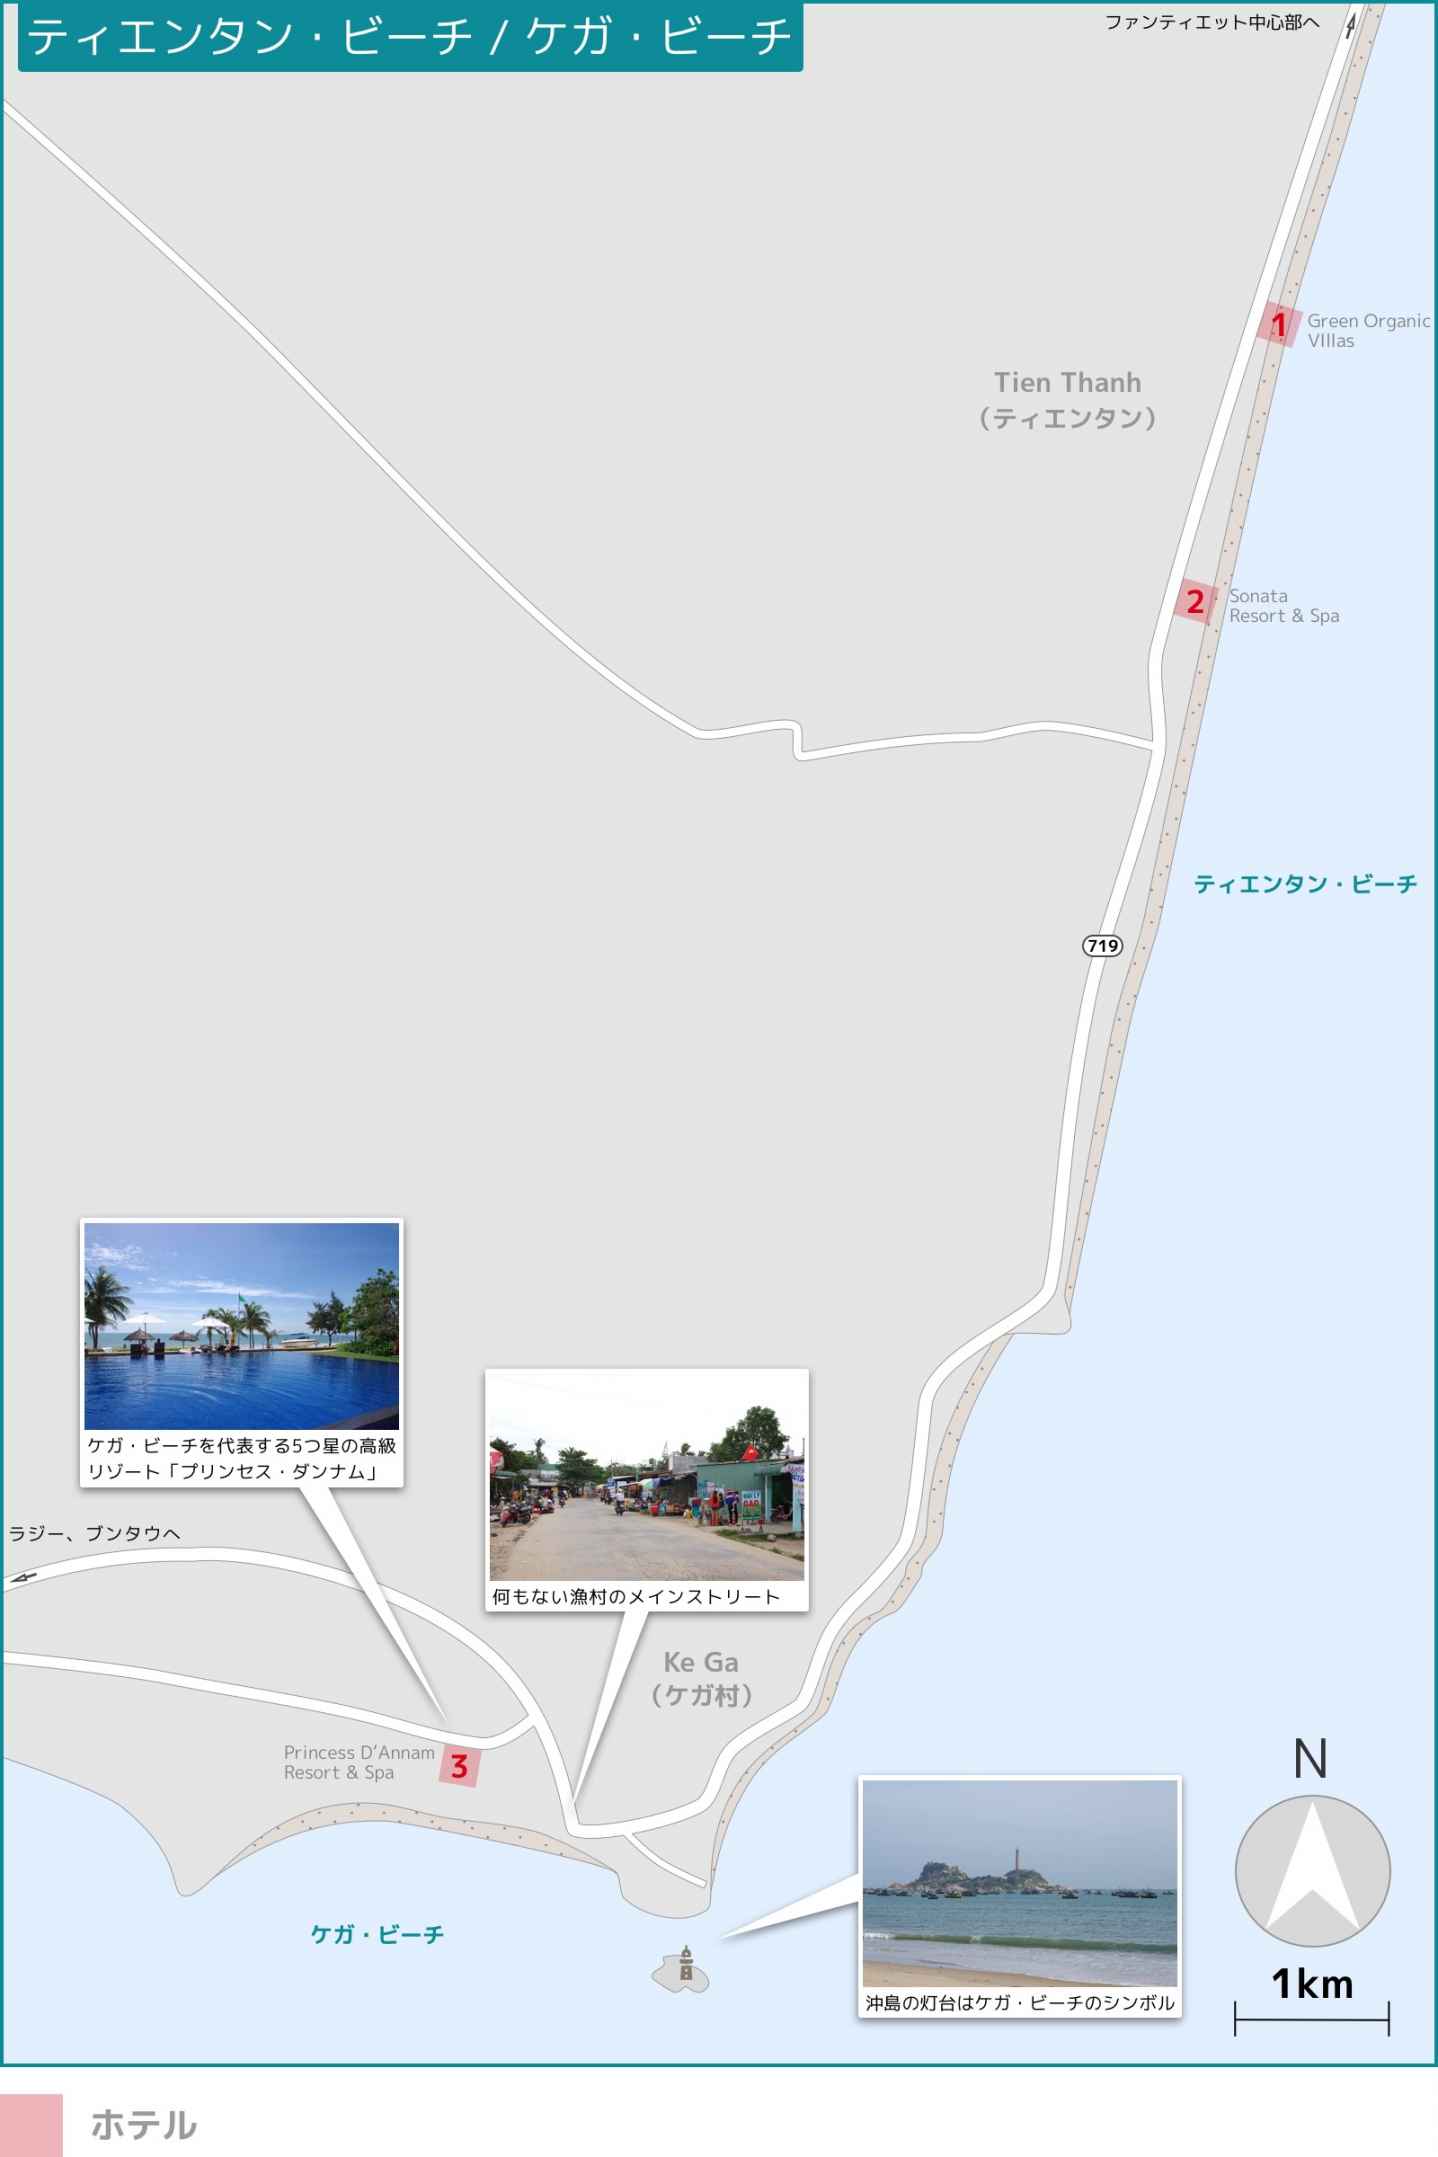 ティエンタン・ビーチ / ケガ・ビーチ
ファンティエット中心部へ
1
Green Organic
VIllas
Tien Thanh
（ティエンタン）
2
Sonata
Resort & Spa
ティエンタン・ビーチ
719
ケガ・ビーチを代表する5つ星の高級
リゾート「プリンセス・ダンナム」
ラジー、ブンタウへ
何もない漁村のメインストリート
Ke Ga
（ケガ村）
Princess D'Annam
Resort & Spa
3
ケガ・ビーチ
沖島の灯台はケガ・ビーチのシンボル
N
1km
ホテル